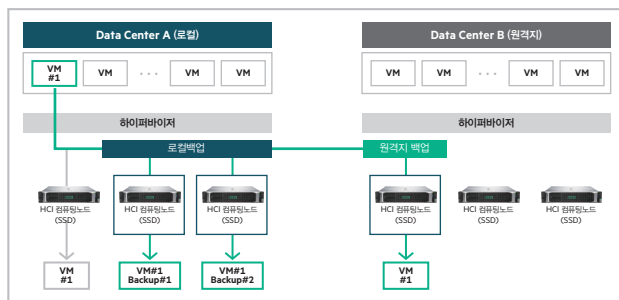 Data Center A (로컬)
Data Center B (원격지)
VM
#1
VM
···
VM
VM
VM
VM
···
VM
VM
하이퍼바이저
하이퍼바이저
로컬백업
원격지 백업
HCI 컴퓨팅노드
(SSD)
HCI 컴퓨팅노드
(SSD)
HCI 컴퓨팅노드
(SSD)
HCI 컴퓨팅노드
(SSD)
HCI 컴퓨팅노드
(SSD)
HCI 컴퓨팅노드
(SSD)
VM
#1
VM#1
Backup#1
VM#1
Backup#2
VM
#1